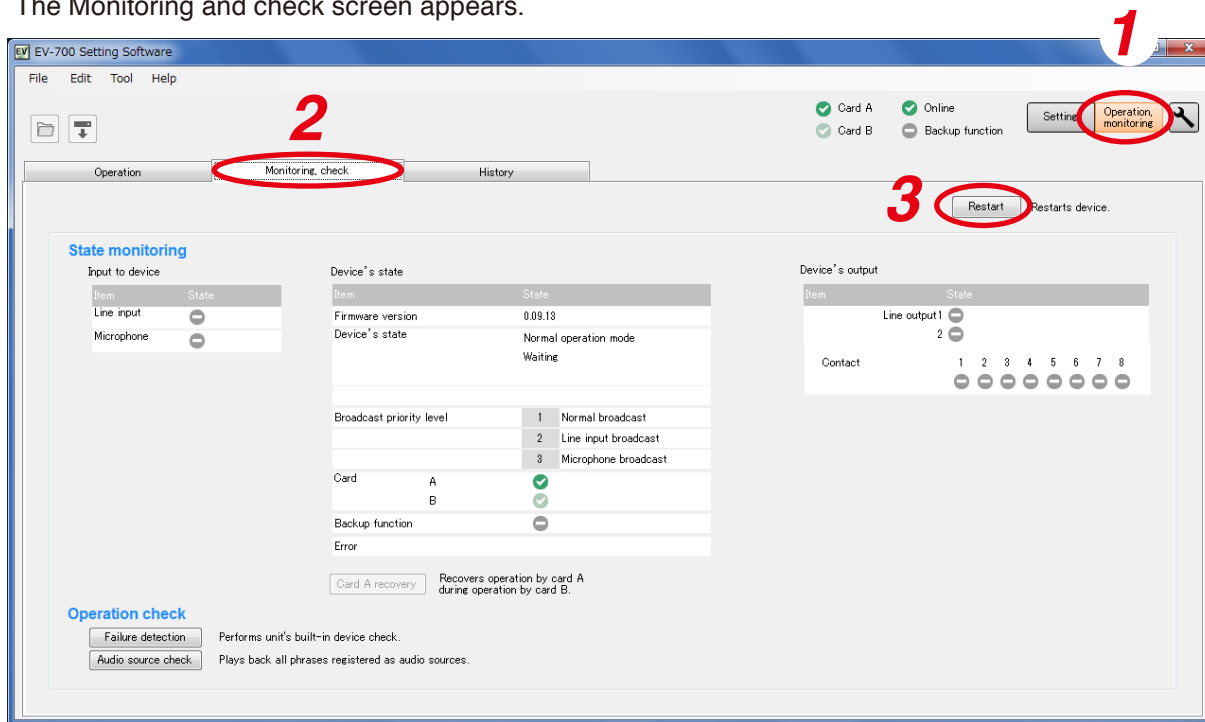 The Monitoring and check screen appears.
1
EV EV-700 Setting Software
File Edit Tool Help
2
Card A Online
Card B Backup function
Setting Operation, monitoring
Operation Monitoring, check History
3 Restart Restarts device.
State monitoring
Input to device
Item State
Line input
Microphone
Device's state
Item State
Firmware version 0.09.13
Device's state Normal operation mode
Waiting
Broadcast priority level 1 Normal broadcast
2 Line input broadcast
3 Microphone broadcast
Card A
B
Backup function
Error
Card A recovery Recovers operation by card A
during operation by card B.
Device's output
Item State
Line output1
2
Contact 1 2 3 4 5 6 7 8
Operation check
Failure detection Performs unit's built-in device check.
Audio source check Plays back all phrases registered as audio sources.